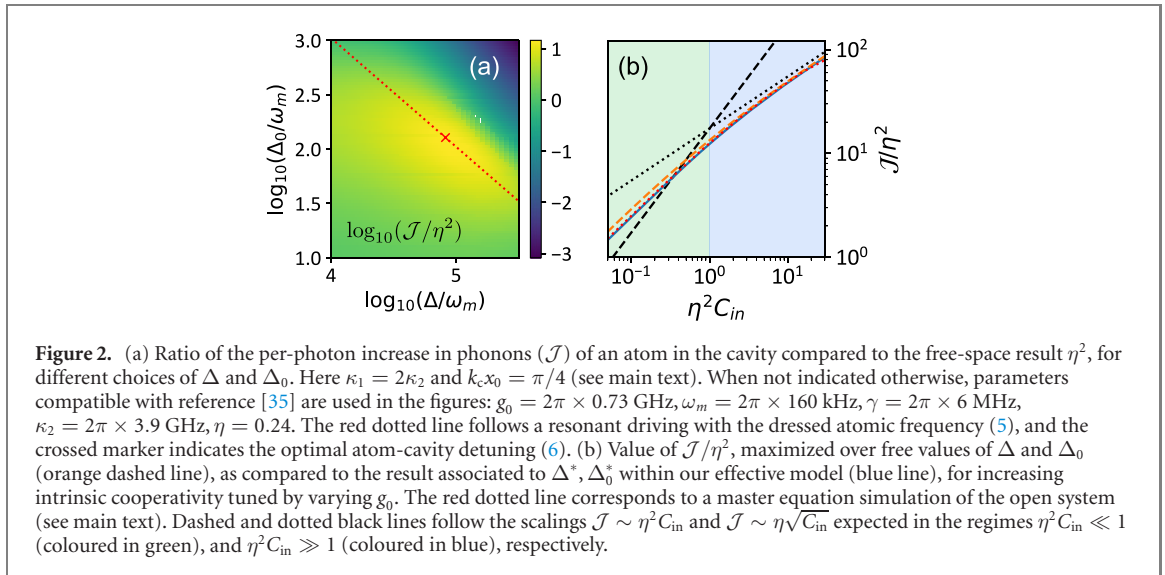 (a)
(b)
3.0
2.5
2.0
1.5
1.0
log₁₀(Δ₀/ω_m)
log₁₀(𝒥/η²)
4
5
log₁₀(Δ/ω_m)
1
0
−1
−2
−3
10²
10¹
10⁰
𝒥/η²
10⁻¹
10⁰
10¹
η²C_in
Figure 2. (a) Ratio of the per-photon increase in phonons (𝒥) of an atom in the cavity compared to the free-space result η², for
different choices of Δ and Δ₀. Here κ₁ = 2κ₂ and k_c x₀ = π/4 (see main text). When not indicated otherwise, parameters
compatible with reference [35] are used in the figures: g₀ = 2π × 0.73 GHz, ω_m = 2π × 160 kHz, γ = 2π × 6 MHz,
κ₂ = 2π × 3.9 GHz, η = 0.24. The red dotted line follows a resonant driving with the dressed atomic frequency (5), and the
crossed marker indicates the optimal atom-cavity detuning (6). (b) Value of 𝒥/η², maximized over free values of Δ and Δ₀
(orange dashed line), as compared to the result associated to Δ*, Δ₀* within our effective model (blue line), for increasing
intrinsic cooperativity tuned by varying g₀. The red dotted line corresponds to a master equation simulation of the open system
(see main text). Dashed and dotted black lines follow the scalings 𝒥 ∼ η²C_in and 𝒥 ∼ η√C_in expected in the regimes η²C_in ≪ 1
(coloured in green), and η²C_in ≫ 1 (coloured in blue), respectively.